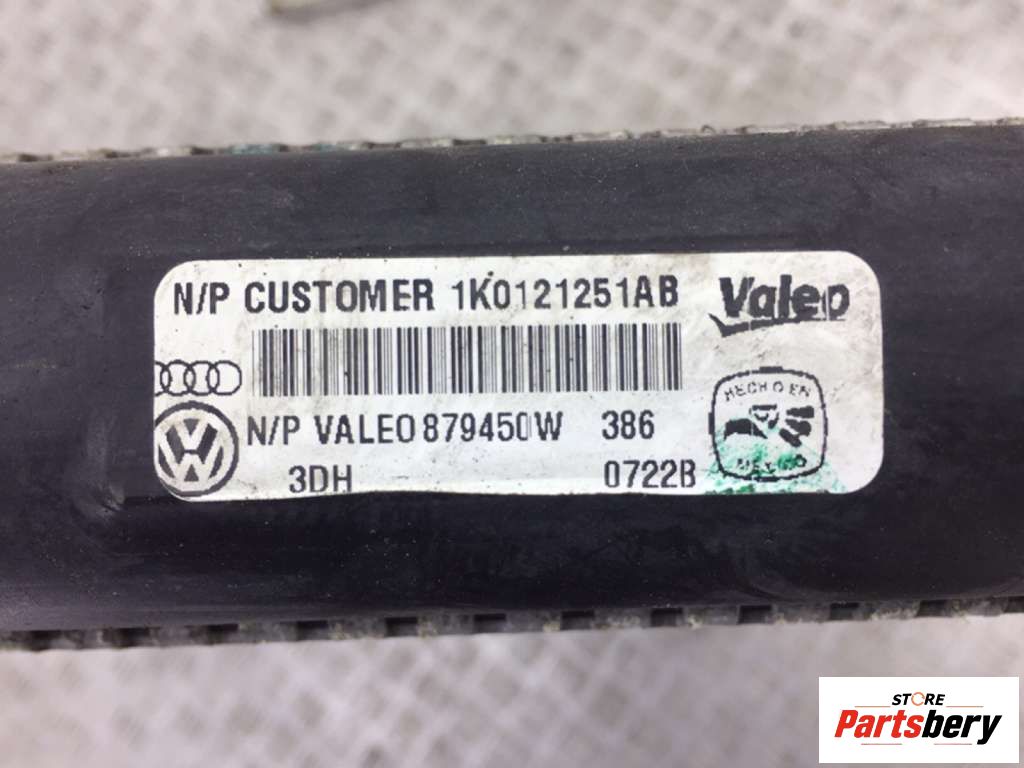 N/P CUSTOMER 1K0121251AB
Valeo
HECHO EN
MEXICO
N/P VALEO 879450W 386
3DH 0722B
STORE
Partsbery